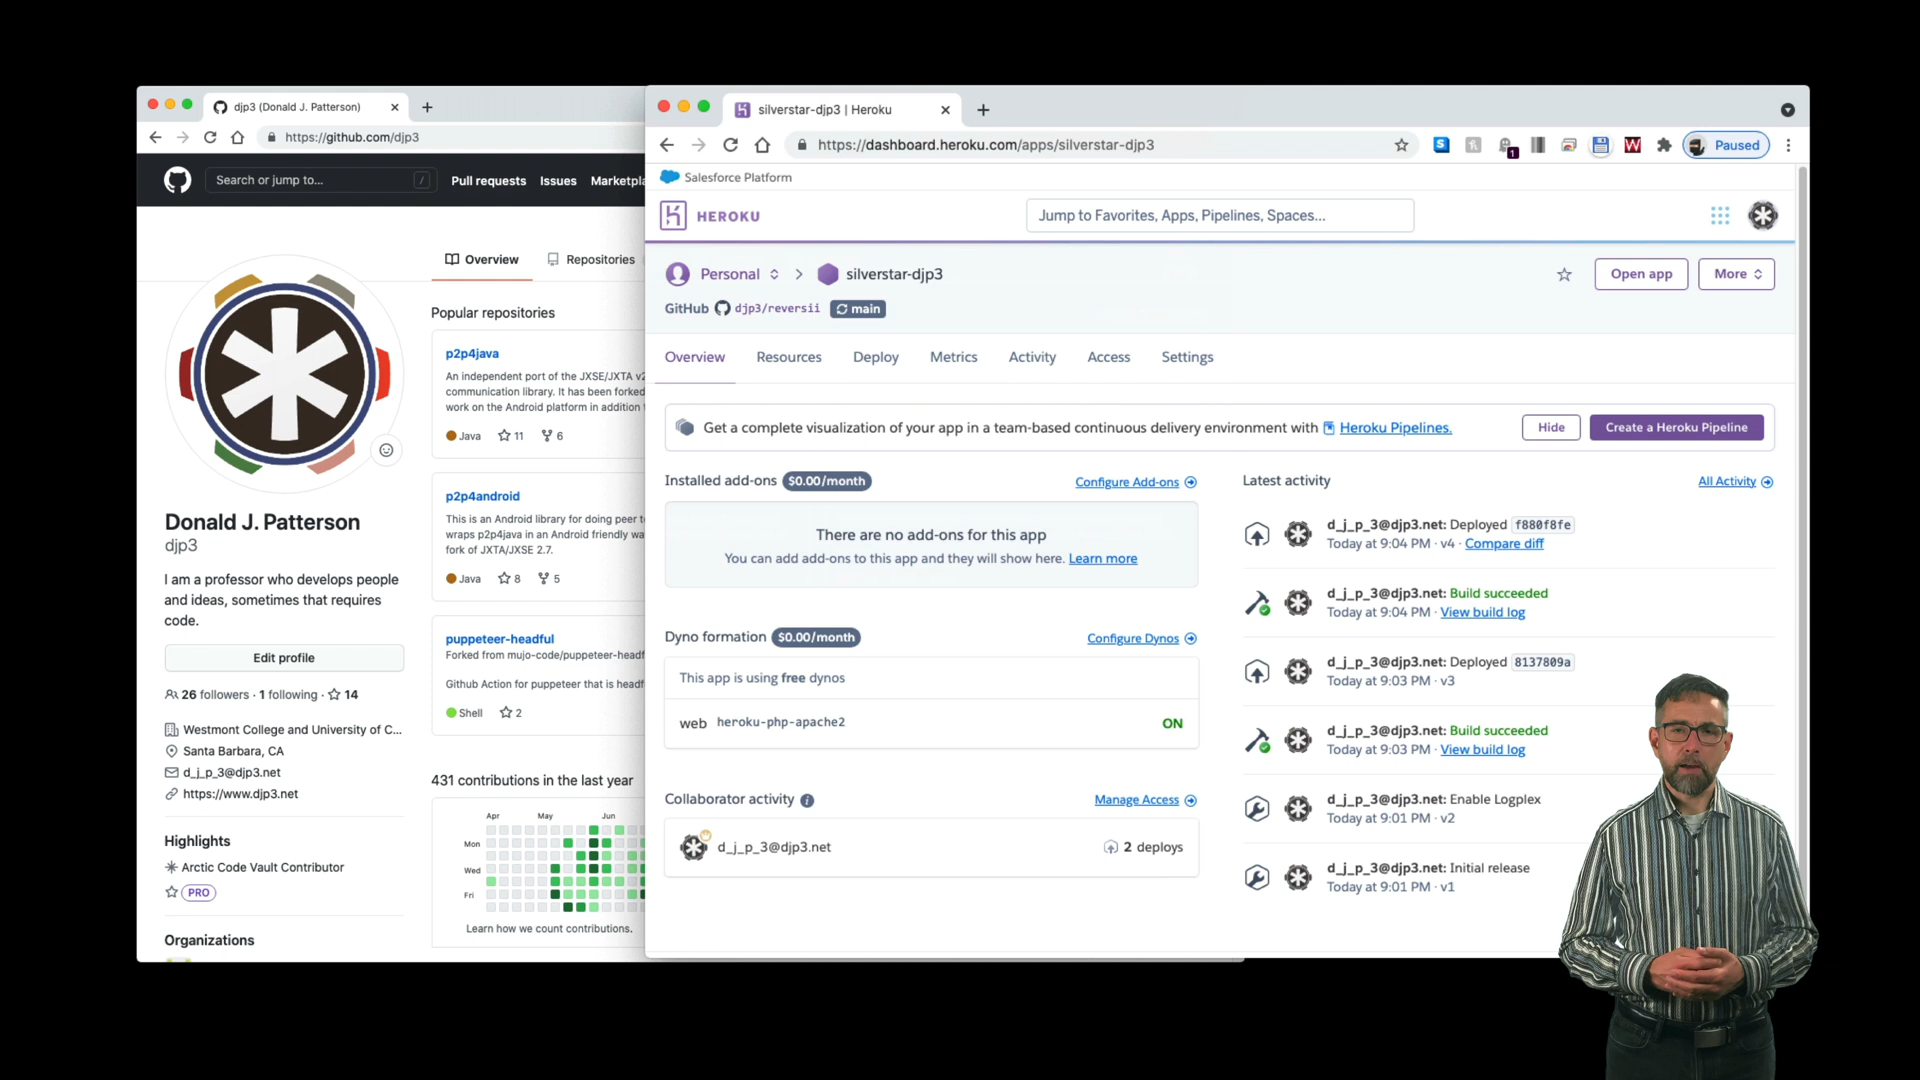 djp3 (Donald J. Patterson)
https://github.com/djp3
Search or jump to...
/
Pull requests
Issues
Overview
Repositories
Popular repositories
p2p4java
An independent port of the JXSE/JXTA v2
communication library. It has been forked
work on the Android platform in addition
Java
11
6
p2p4android
This is an Android library for doing peer
wraps p2p4java in an Android friendly
fork of JXTA/JXSE 2.7.
Java
8
5
puppeteer-headful
Forked from mujo-code/puppeteer-headf
Github Action for puppeteer that is headf
Shell
2
431 contributions in the last year
Apr
May
Jun
Mon
Wed
Fri
Learn how we count contributions.
Donald J. Patterson
djp3
I am a professor who develops people
and ideas, sometimes that requires
code.
Edit profile
26 followers · 1 following · 14
Westmont College and University of C...
Santa Barbara, CA
d_j_p_3@djp3.net
https://www.djp3.net
Highlights
Arctic Code Vault Contributor
PRO
Organizations
silverstar-djp3 | Heroku
https://dashboard.heroku.com/apps/silverstar-djp3
S
1
W
Paused
Salesforce Platform
HEROKU
Jump to Favorites, Apps, Pipelines, Spaces...
Personal
silverstar-djp3
Open app
More
GitHub
djp3/reversii
main
Overview
Resources
Deploy
Metrics
Activity
Access
Settings
Get a complete visualization of your app in a team-based continuous delivery environment with Heroku Pipelines.
Hide
Create a Heroku Pipeline
Installed add-ons $0.00/month
Configure Add-ons
There are no add-ons for this app
You can add add-ons to this app and they will show here. Learn more
Dyno formation $0.00/month
Configure Dynos
This app is using free dynos
web heroku-php-apache2
ON
Collaborator activity
Manage Access
d_j_p_3@djp3.net
2 deploys
Latest activity
All Activity
d_j_p_3@djp3.net: Deployed f880f8fe
Today at 9:04 PM · v4 · Compare diff
d_j_p_3@djp3.net: Build succeeded
Today at 9:04 PM · View build log
d_j_p_3@djp3.net: Deployed 8137809a
Today at 9:03 PM · v3
d_j_p_3@djp3.net: Build succeeded
Today at 9:03 PM · View build log
d_j_p_3@djp3.net: Enable Logplex
Today at 9:01 PM · v2
d_j_p_3@djp3.net: Initial release
Today at 9:01 PM · v1